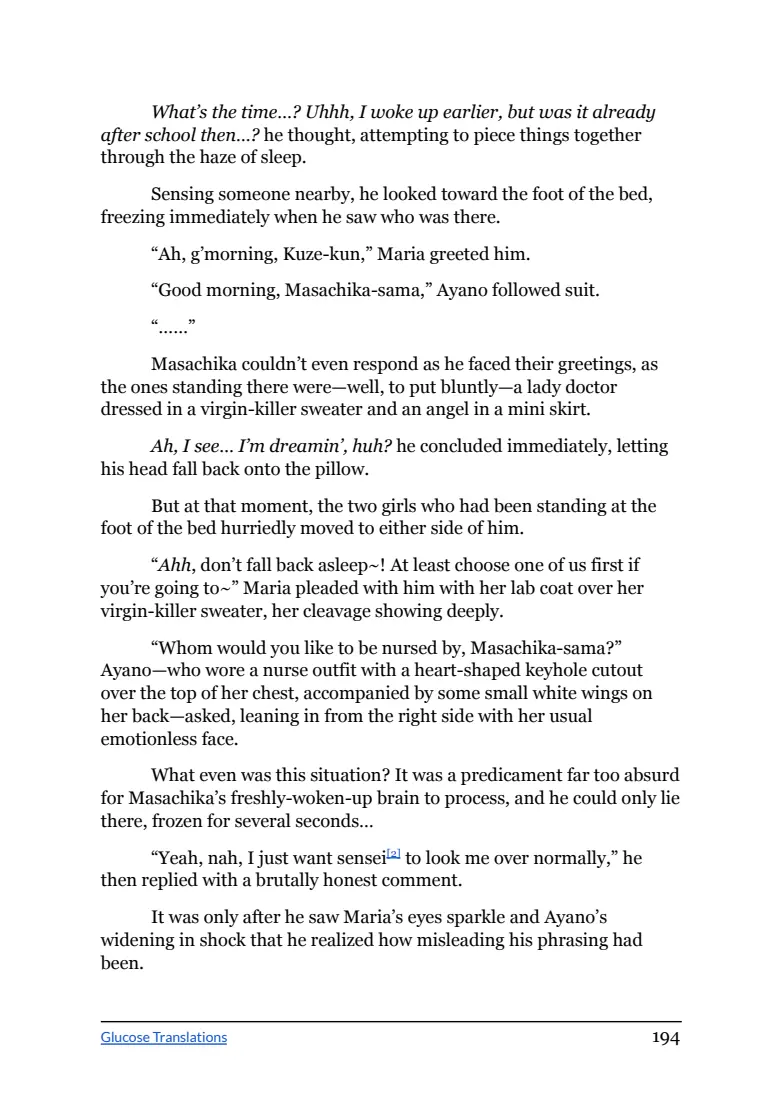 What's the time...? Uhhh, I woke up earlier, but was it already
after school then...? he thought, attempting to piece things together
through the haze of sleep.
Sensing someone nearby, he looked toward the foot of the bed,
freezing immediately when he saw who was there.
“Ah, g’morning, Kuze-kun,” Maria greeted him.
“Good morning, Masachika-sama,” Ayano followed suit.
“......”
Masachika couldn’t even respond as he faced their greetings, as
the ones standing there were—well, to put bluntly—a lady doctor
dressed in a virgin-killer sweater and an angel in a mini skirt.
Ah, I see... I’m dreamin’, huh? he concluded immediately, letting
his head fall back onto the pillow.
But at that moment, the two girls who had been standing at the
foot of the bed hurriedly moved to either side of him.
“Ahh, don’t fall back asleep~! At least choose one of us first if
you’re going to~” Maria pleaded with him with her lab coat over her
virgin-killer sweater, her cleavage showing deeply.
“Whom would you like to be nursed by, Masachika-sama?”
Ayano—who wore a nurse outfit with a heart-shaped keyhole cutout
over the top of her chest, accompanied by some small white wings on
her back—asked, leaning in from the right side with her usual
emotionless face.
What even was this situation? It was a predicament far too absurd
for Masachika’s freshly-woken-up brain to process, and he could only lie
there, frozen for several seconds...
“Yeah, nah, I just want sensei[2] to look me over normally,” he
then replied with a brutally honest comment.
It was only after he saw Maria’s eyes sparkle and Ayano’s
widening in shock that he realized how misleading his phrasing had
been.
Glucose Translations 194